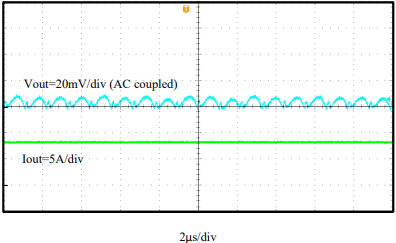 T
Vout=20mV/div (AC coupled)
Iout=5A/div
2µs/div